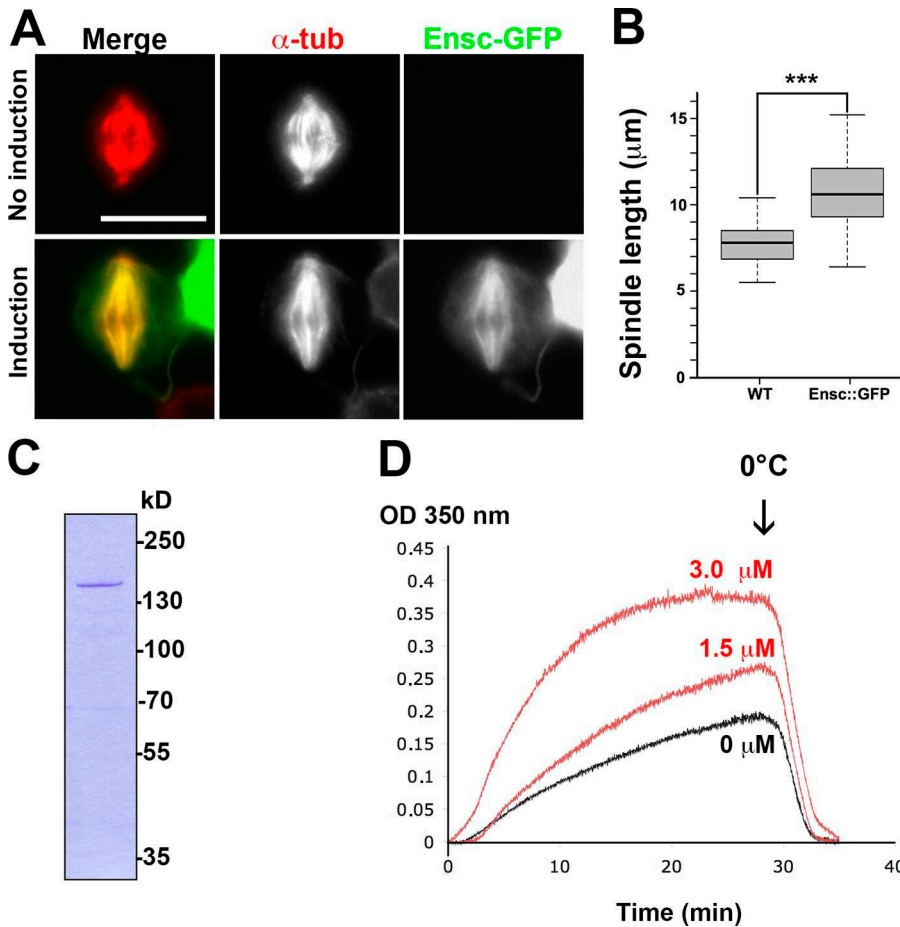 A
Merge
α-tub
Ensc-GFP
No induction
Induction
B
***
Spindle length (μm)
15
10
5
0
WT
Ensc::GFP
C
kD
-250
-130
-100
-70
-55
-35
D
0°C
OD 350 nm
0.45
0.4
0.35
0.3
0.25
0.2
0.15
0.1
0.05
0
3.0 μM
1.5 μM
0 μM
0
10
20
30
40
Time (min)